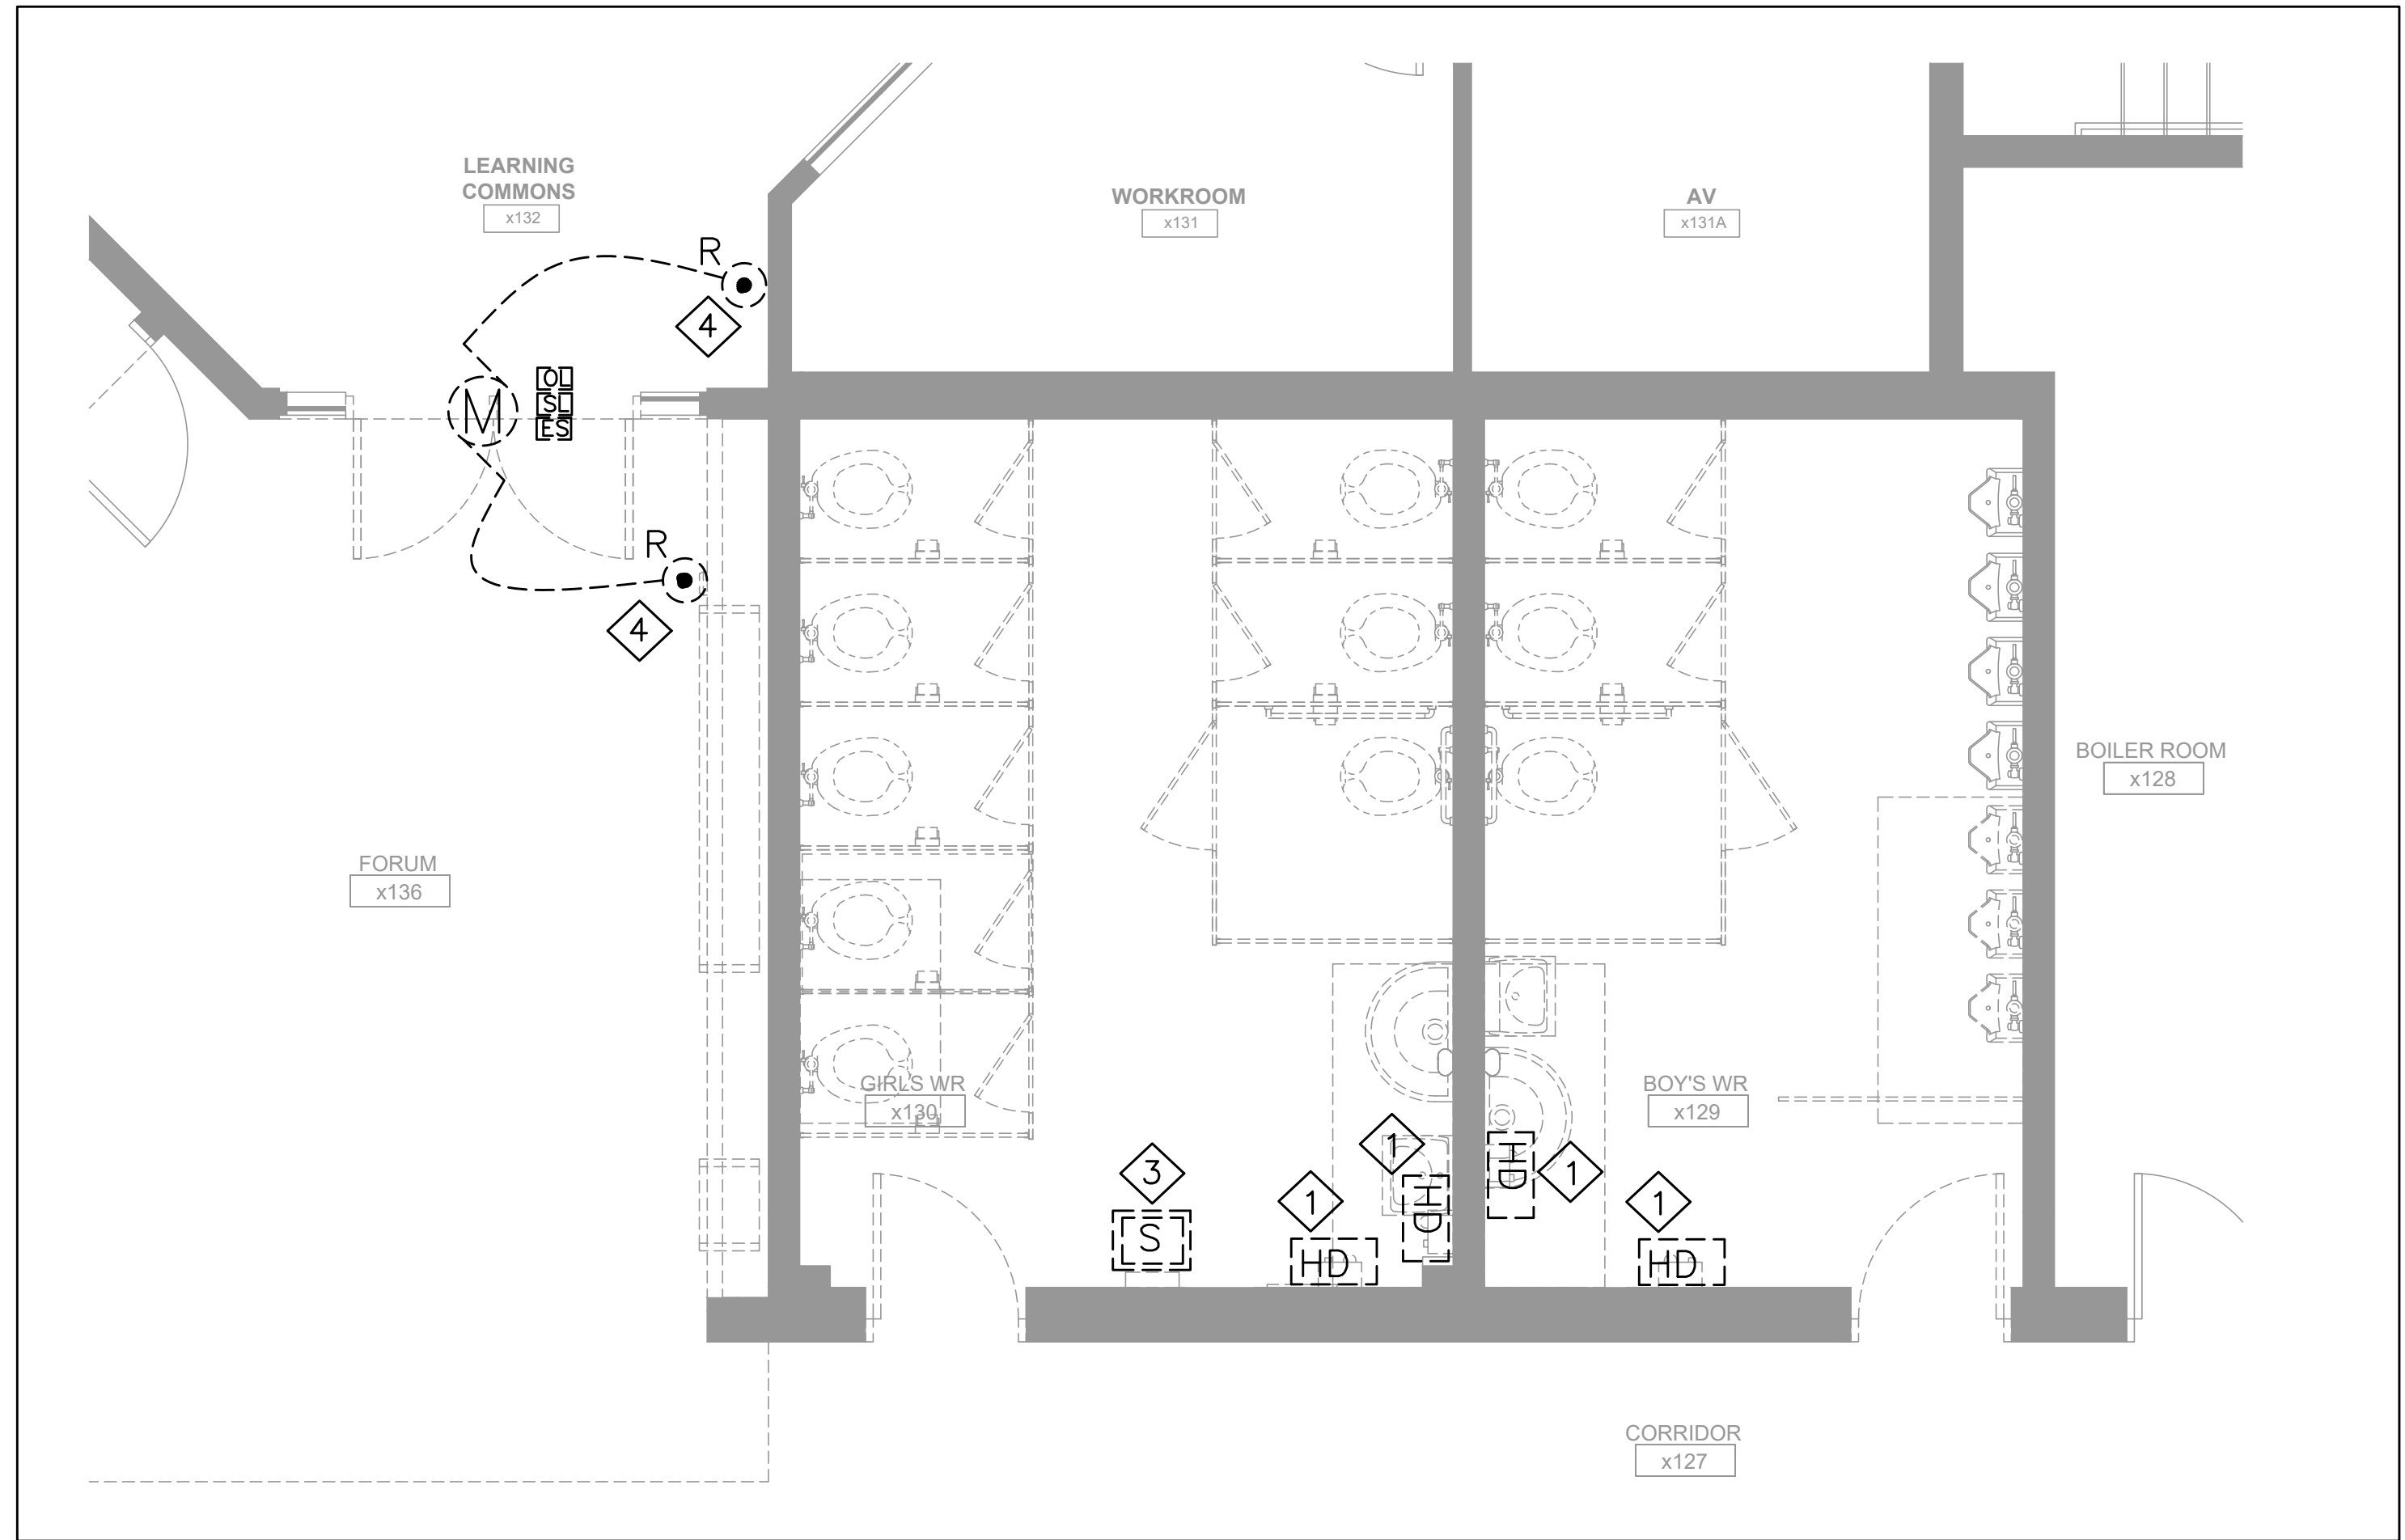 LEARNING
COMMONS
x132
WORKROOM
x131
AV
x131A
R
4
OL
SL
ES
M
R
4
BOILER ROOM
x128
FORUM
x136
GIRLS WR
x130
BOY'S WR
x129
1
HD
1
HD
3
S
1
HD
1
HD
CORRIDOR
x127